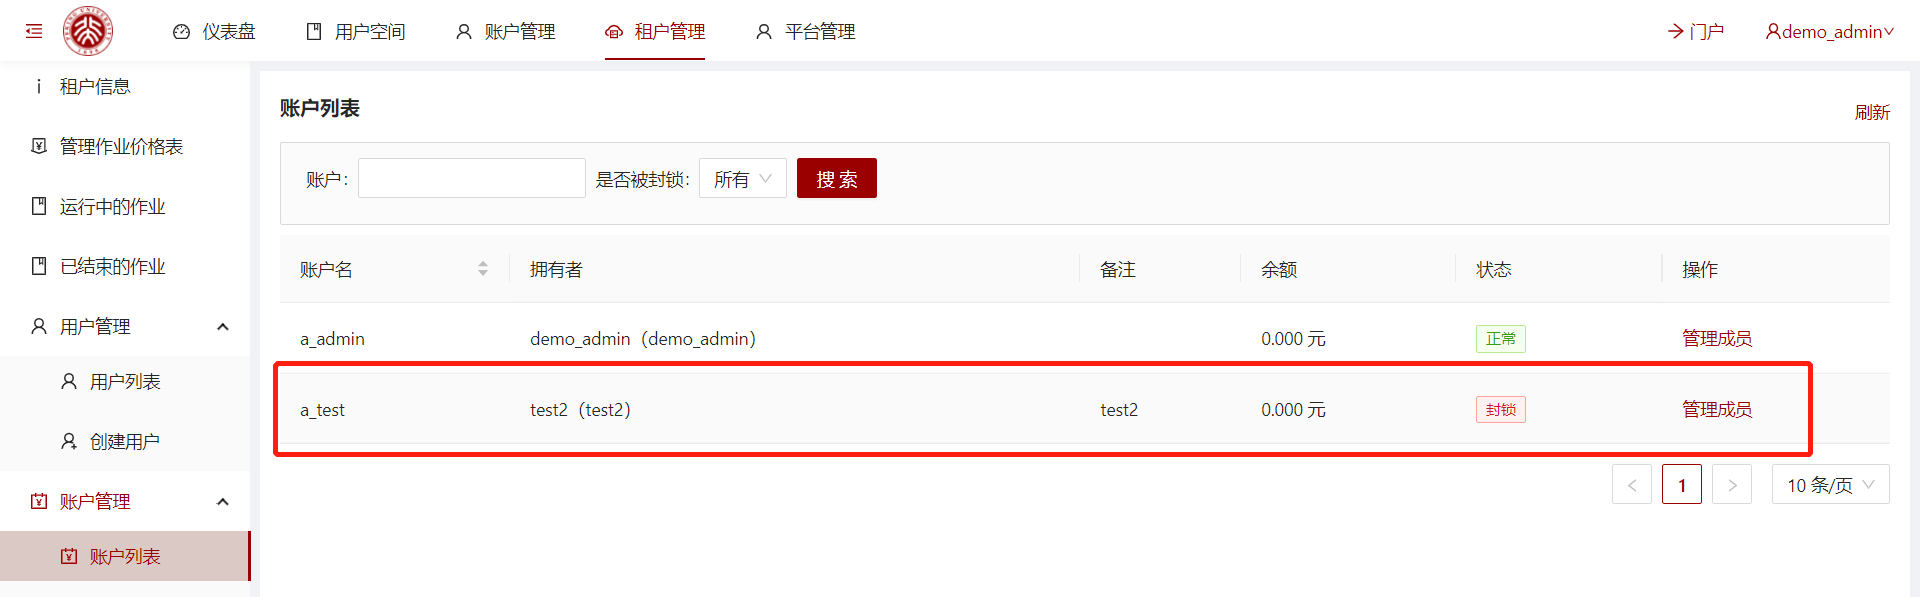 仪表盘 用户空间 账户管理 租户管理 平台管理 门户 demo_admin
租户信息
管理作业价格表
运行中的作业
已结束的作业
用户管理
用户列表
创建用户
账户管理
账户列表
账户列表
刷新
账户: 是否被封锁: 所有 搜 索
账户名 拥有者 备注 余额 状态 操作
a_admin demo_admin（demo_admin） 0.000 元 正常 管理成员
a_test test2（test2） test2 0.000 元 封锁 管理成员
< 1 > 10 条/页